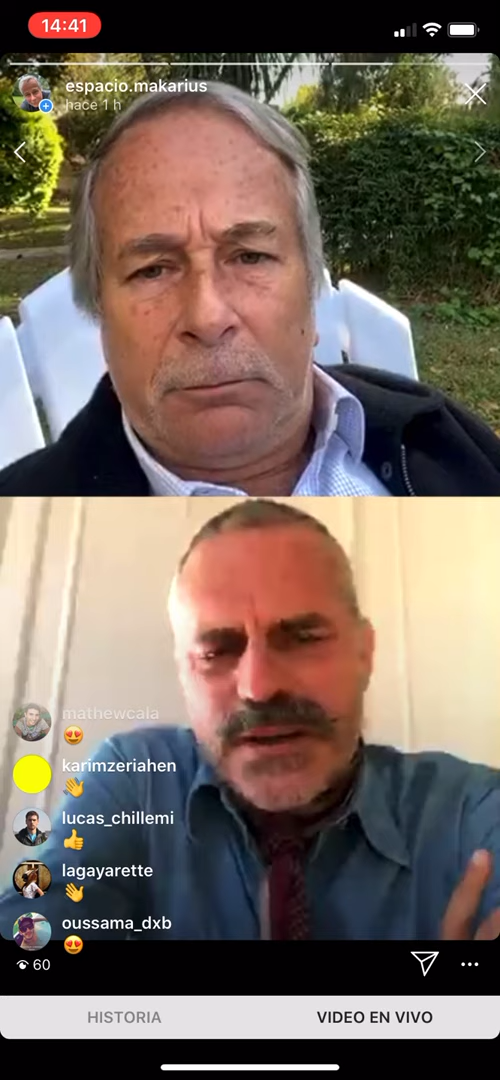 14:41
espacio.makarius
hace 1 h
mathewcala
😍
karimzeriahen
👋
lucas_chillemi
👍
lagayarette
👋
oussama_dxb
😍
60
HISTORIA
VIDEO EN VIVO